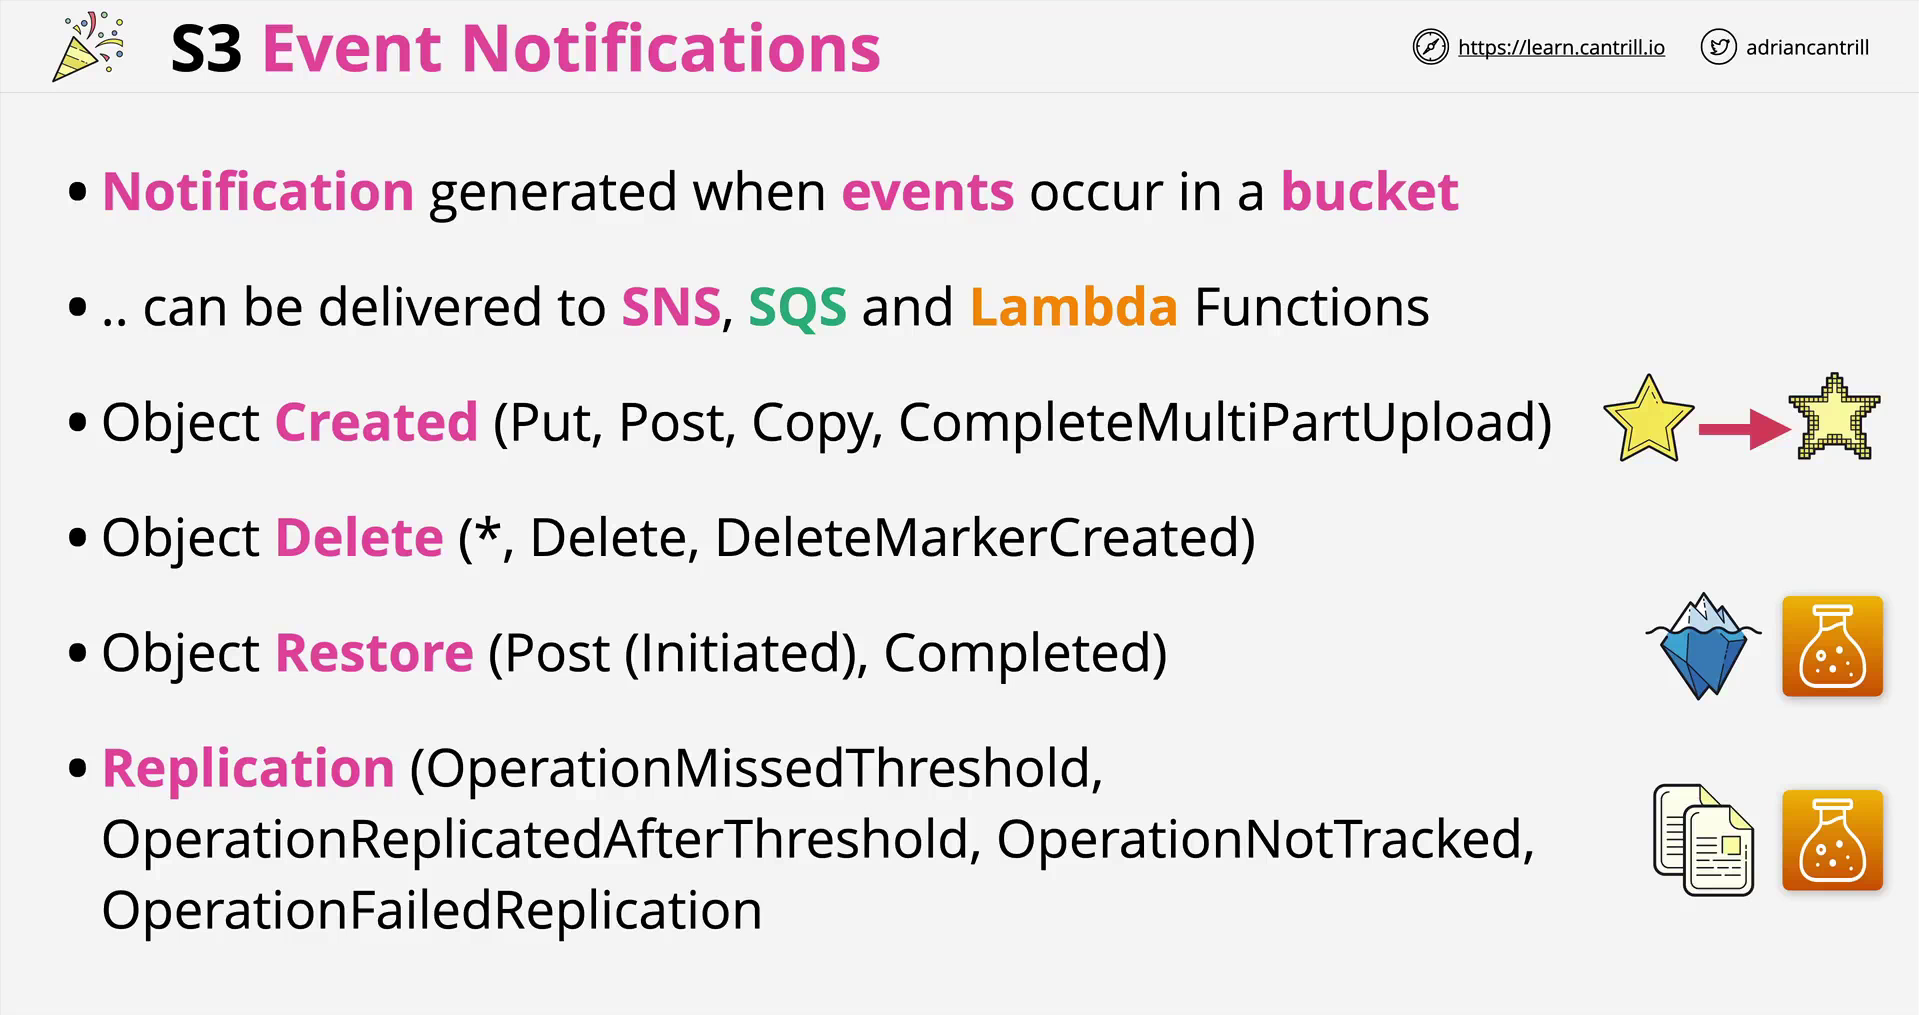 S3 Event Notifications
https://learn.cantrill.io
adriancantrill
• Notification generated when events occur in a bucket
• .. can be delivered to SNS, SQS and Lambda Functions
• Object Created (Put, Post, Copy, CompleteMultiPartUpload)
• Object Delete (*, Delete, DeleteMarkerCreated)
• Object Restore (Post (Initiated), Completed)
• Replication (OperationMissedThreshold,
OperationReplicatedAfterThreshold, OperationNotTracked,
OperationFailedReplication